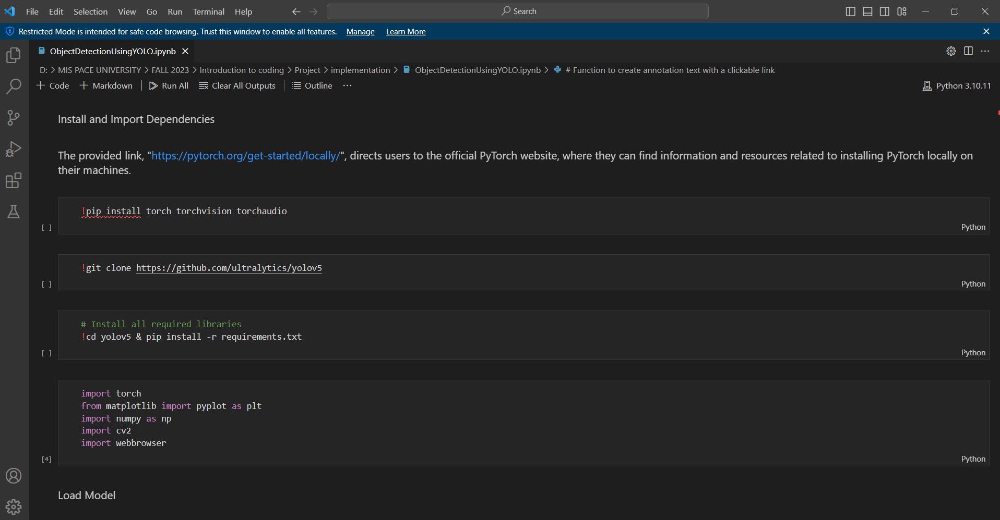 File Edit Selection View Go Run Terminal Help Search
Restricted Mode is intended for safe code browsing. Trust this window to enable all features. Manage Learn More
ObjectDetectionUsingYOLO.ipynb
D: > MIS PACE UNIVERSITY > FALL 2023 > Introduction to coding > Project > implementation > ObjectDetectionUsingYOLO.ipynb > # Function to create annotation text with a clickable link
+ Code + Markdown | Run All Clear All Outputs | Outline ··· Python 3.10.11
Install and Import Dependencies
The provided link, "https://pytorch.org/get-started/locally/", directs users to the official PyTorch website, where they can find information and resources related to installing PyTorch locally on
their machines.
!pip install torch torchvision torchaudio
[ ] Python
!git clone https://github.com/ultralytics/yolov5
[ ] Python
# Install all required libraries
!cd yolov5 & pip install -r requirements.txt
[ ] Python
import torch
from matplotlib import pyplot as plt
import numpy as np
import cv2
import webbrowser
[4] Python
Load Model